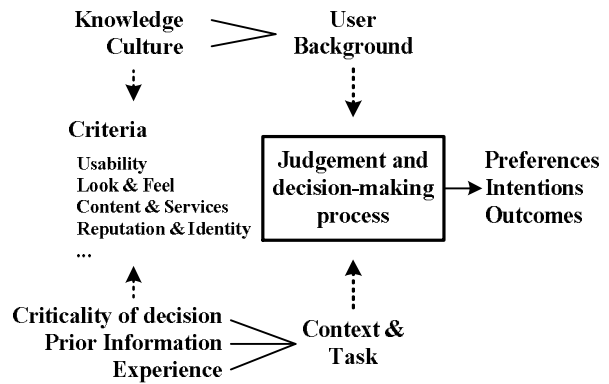 Knowledge
Culture
User
Background
Criteria
Usability
Look & Feel
Content & Services
Reputation & Identity
...
Judgement and
decision-making
process
Preferences
Intentions
Outcomes
Criticality of decision
Prior Information
Experience
Context &
Task